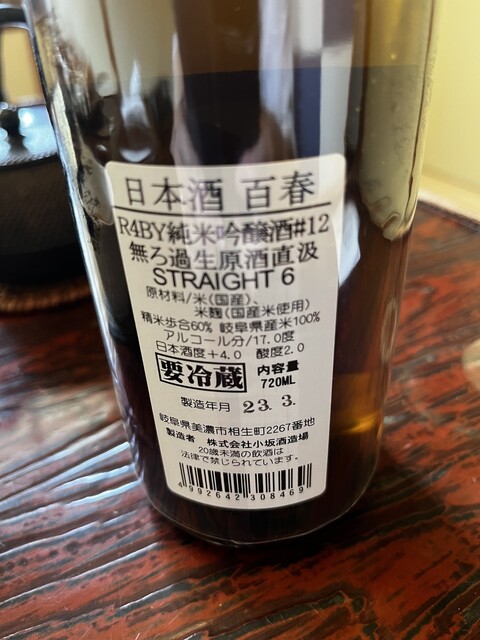 日本酒 百春
R4BY純米吟醸酒#12
無ろ過生原酒直汲
STRAIGHT 6
原材料/米(国産)、
米麹(国産米使用)
精米歩合60% 岐阜県産米100%
アルコール分/17.0度
日本酒度+4.0 酸度2.0
要冷蔵 内容量
720ML
製造年月 23.3.
岐阜県美濃市相生町2267番地
製造者 株式会社小坂酒造場
20歳未満の飲酒は
法律で禁じられています。
4992642308469